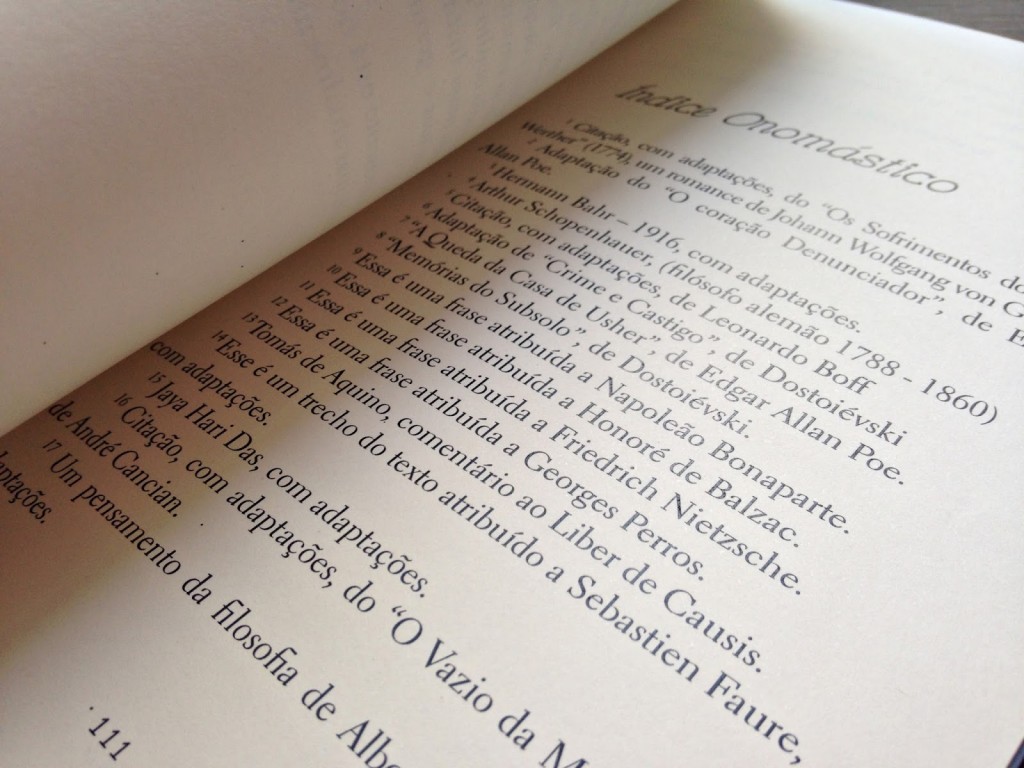 Índice Onomástico
1 Citação, com adaptações, do "Os Sofrimentos do
Werther" (1774), um romance de Johann Wolfgang von G
2 Adaptação do "O coração Denunciador", de E
Allan Poe.
3 Hermann Bahr – 1916, com adaptações.
4 Arthur Schopenhauer, (filósofo alemão 1788 - 1860)
5 Citação, com adaptações, de Leonardo Boff
6 Adaptação de "Crime e Castigo", de Dostoiévski
7 "A Queda da Casa de Usher", de Edgar Allan Poe.
8 "Memórias do Subsolo", de Dostoiévski.
9 Essa é uma frase atribuída a Napoleão Bonaparte.
10 Essa é uma frase atribuída a Honoré de Balzac.
11 Essa é uma frase atribuída a Friedrich Nietzsche.
12 Essa é uma frase atribuída a Georges Perros.
13 Tomás de Aquino, comentário ao Liber de Causis.
14 Esse é um trecho do texto atribuído a Sebastien Faure,
com adaptações.
15 Jaya Hari Das, com adaptações.
16 Citação, com adaptações, do "O Vazio da M
de André Cancian.
17 Un pensamento da filosofia de Albe
ptações.
111